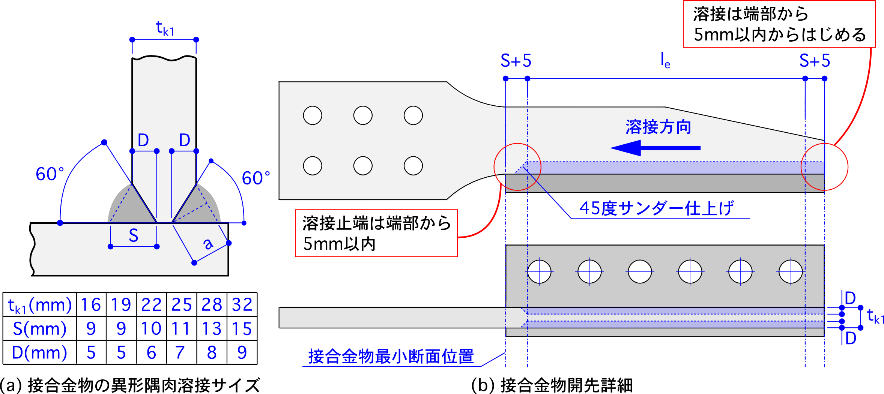 tk1
D
D
60°
60°
S
a
tk1(mm) 16 19 22 25 28 32
S(mm) 9 9 10 11 13 15
D(mm) 5 5 6 7 8 9
(a) 接合金物の異形隅肉溶接サイズ
溶接は端部から
5mm以内からはじめる
S+5
le
S+5
溶接方向
45度サンダー仕上げ
溶接止端は端部から
5mm以内
D
tk1
D
接合金物最小断面位置
(b) 接合金物開先詳細